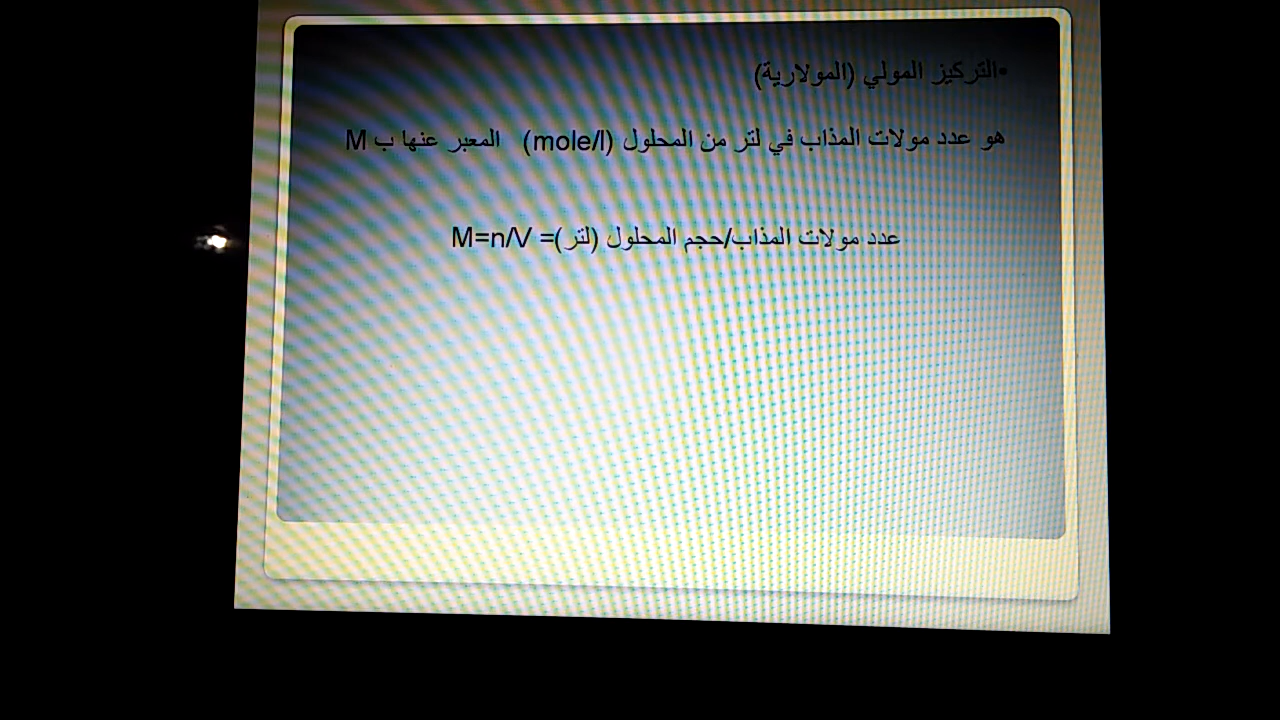 •التركيز المولي (المولارية)
هو عدد مولات المذاب في لتر من المحلول (mole/l) المعبر عنها ب M
عدد مولات المذاب/حجم المحلول (لتر)= M=n/V